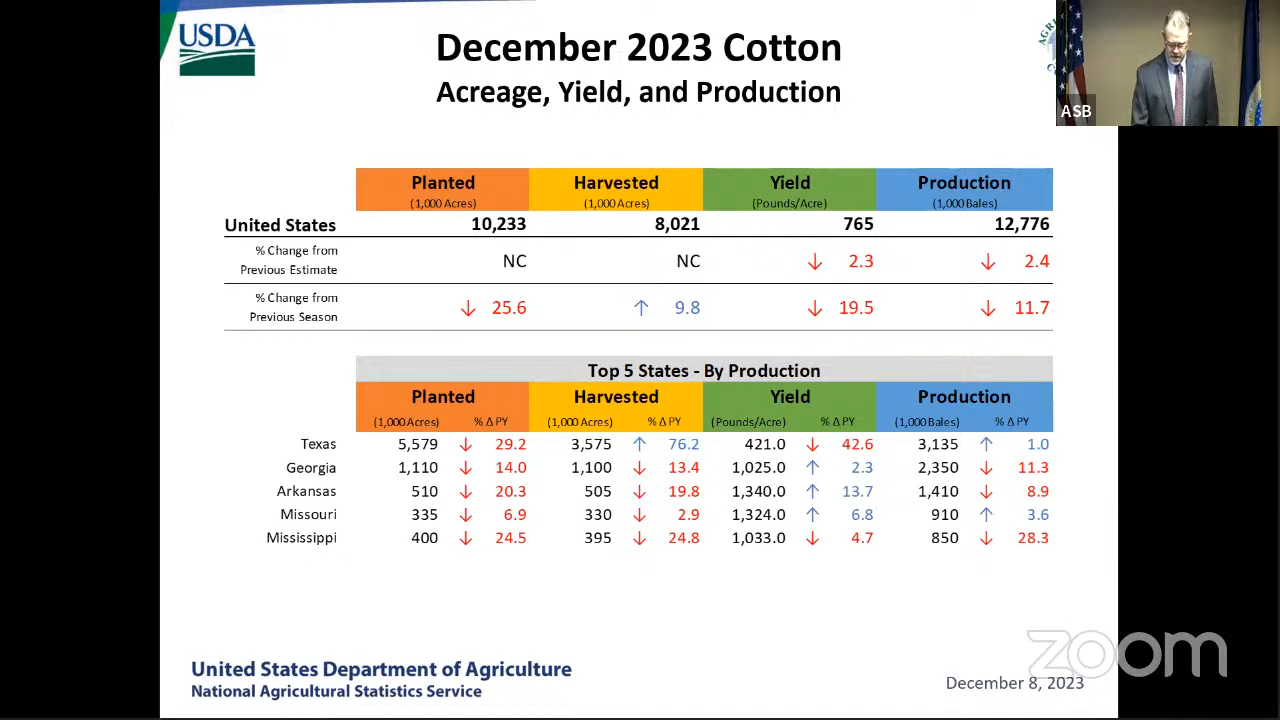 USDA
December 2023 Cotton
Acreage, Yield, and Production
ASB
Planted Harvested Yield Production
(1,000 Acres) (1,000 Acres) (Pounds/Acre) (1,000 Bales)
United States 10,233 8,021 765 12,776
% Change from
Previous Estimate NC NC ↓ 2.3 ↓ 2.4
% Change from
Previous Season ↓ 25.6 ↑ 9.8 ↓ 19.5 ↓ 11.7
Top 5 States - By Production
Planted Harvested Yield Production
(1,000 Acres) % Δ PY (1,000 Acres) % Δ PY (Pounds/Acre) % Δ PY (1,000 Bales) % Δ PY
Texas 5,579 ↓ 29.2 3,575 ↑ 76.2 421.0 ↓ 42.6 3,135 ↑ 1.0
Georgia 1,110 ↓ 14.0 1,100 ↓ 13.4 1,025.0 ↑ 2.3 2,350 ↓ 11.3
Arkansas 510 ↓ 20.3 505 ↓ 19.8 1,340.0 ↑ 13.7 1,410 ↓ 8.9
Missouri 335 ↓ 6.9 330 ↓ 2.9 1,324.0 ↑ 6.8 910 ↑ 3.6
Mississippi 400 ↓ 24.5 395 ↓ 24.8 1,033.0 ↓ 4.7 850 ↓ 28.3
zoom
United States Department of Agriculture
National Agricultural Statistics Service
December 8, 2023